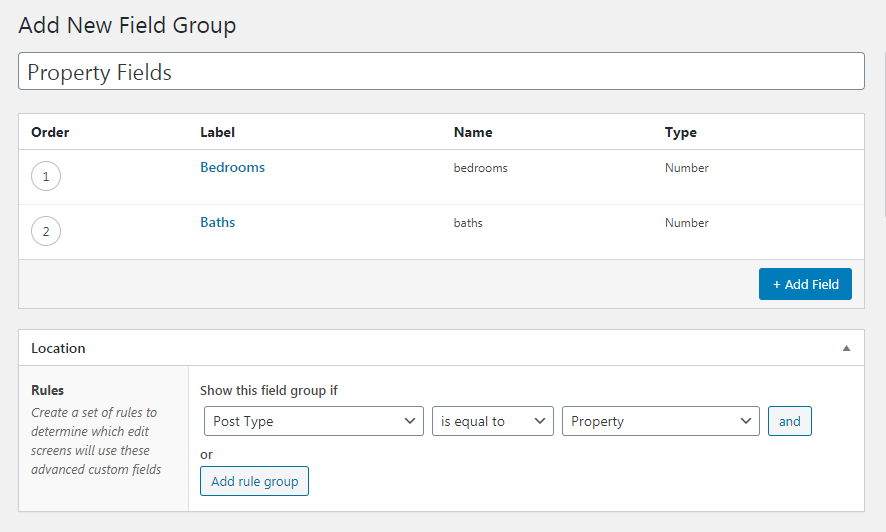 Add New Field Group
Property Fields
Order Label Name Type
1 Bedrooms bedrooms Number
2 Baths baths Number
+ Add Field
Location
Rules
Create a set of rules to
determine which edit
screens will use these
advanced custom fields
Show this field group if
Post Type is equal to Property and
or
Add rule group